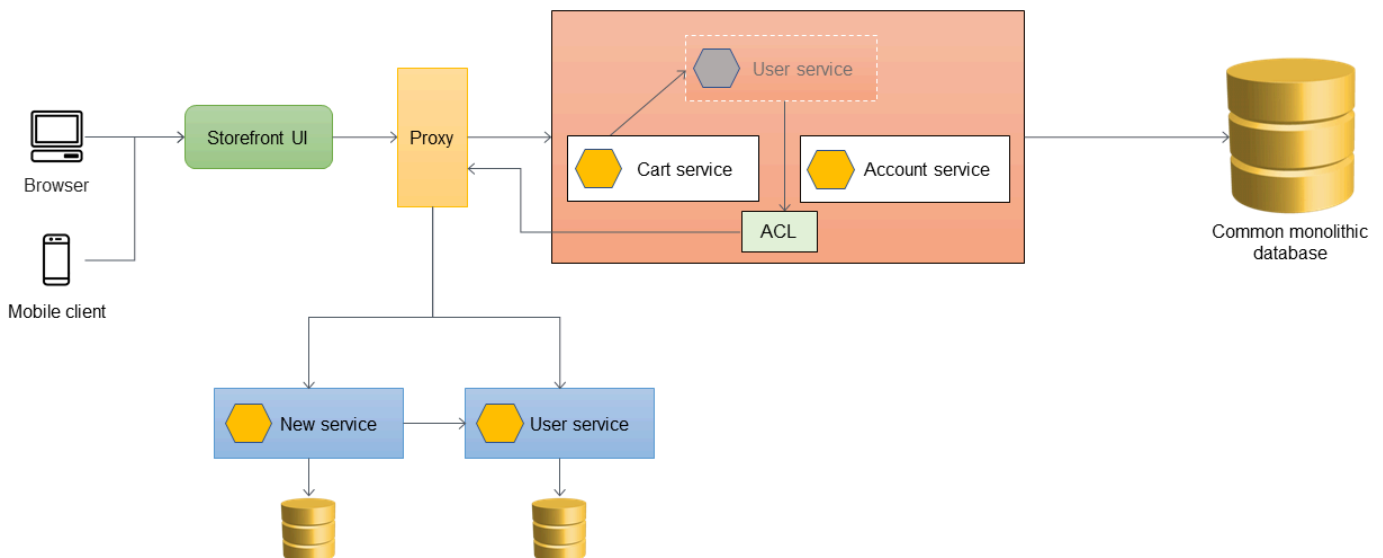 User service
Storefront UI
Proxy
Cart service
Account service
Browser
ACL
Common monolithic
database
Mobile client
New service
User service